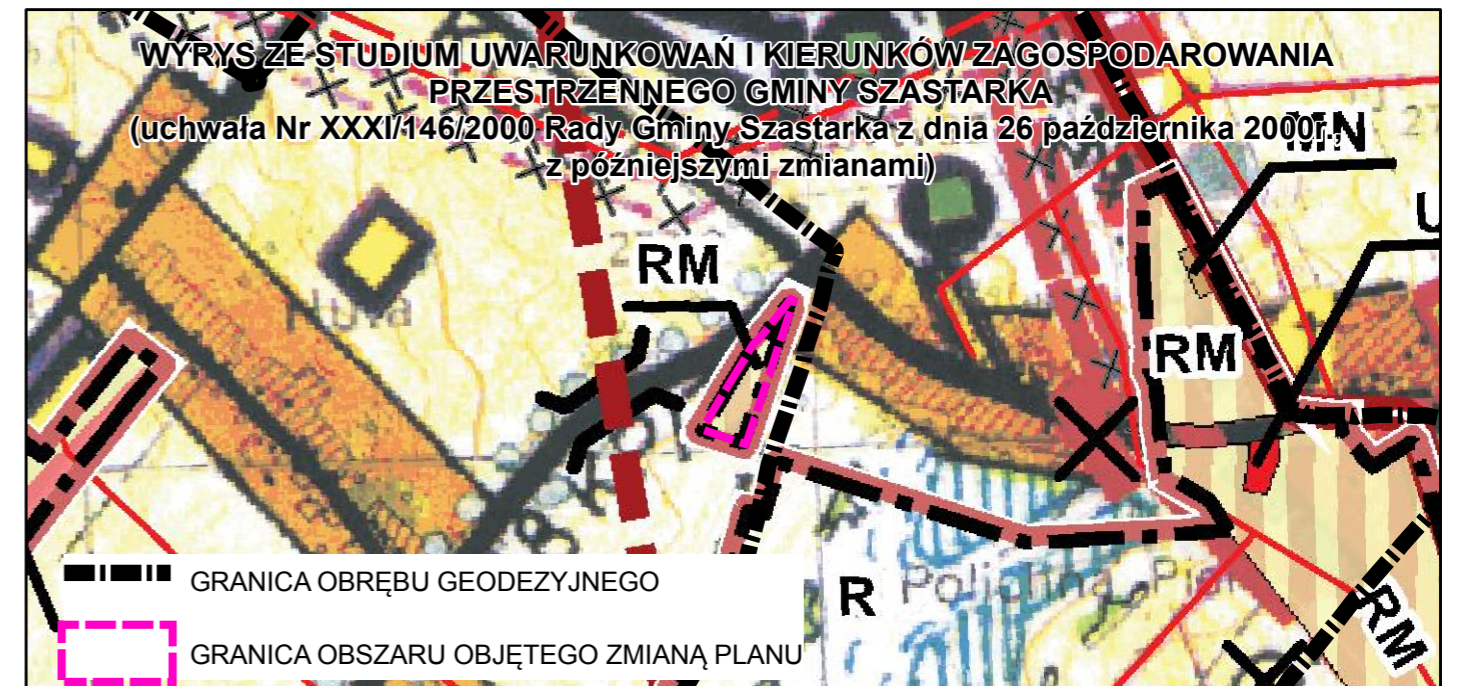 WYRYS ZE STUDIUM UWARUNKOWAŃ I KIERUNKÓW ZAGOSPODAROWANIA
PRZESTRZENNEGO GMINY SZASTARKA
(uchwała Nr XXXI/146/2000 Rady Gminy Szastarka z dnia 26 października 2000r.,
z późniejszymi zmianami)
MN
U
RM
RM
R
RM
GRANICA OBRĘBU GEODEZYJNEGO
GRANICA OBSZARU OBJĘTEGO ZMIANĄ PLANU